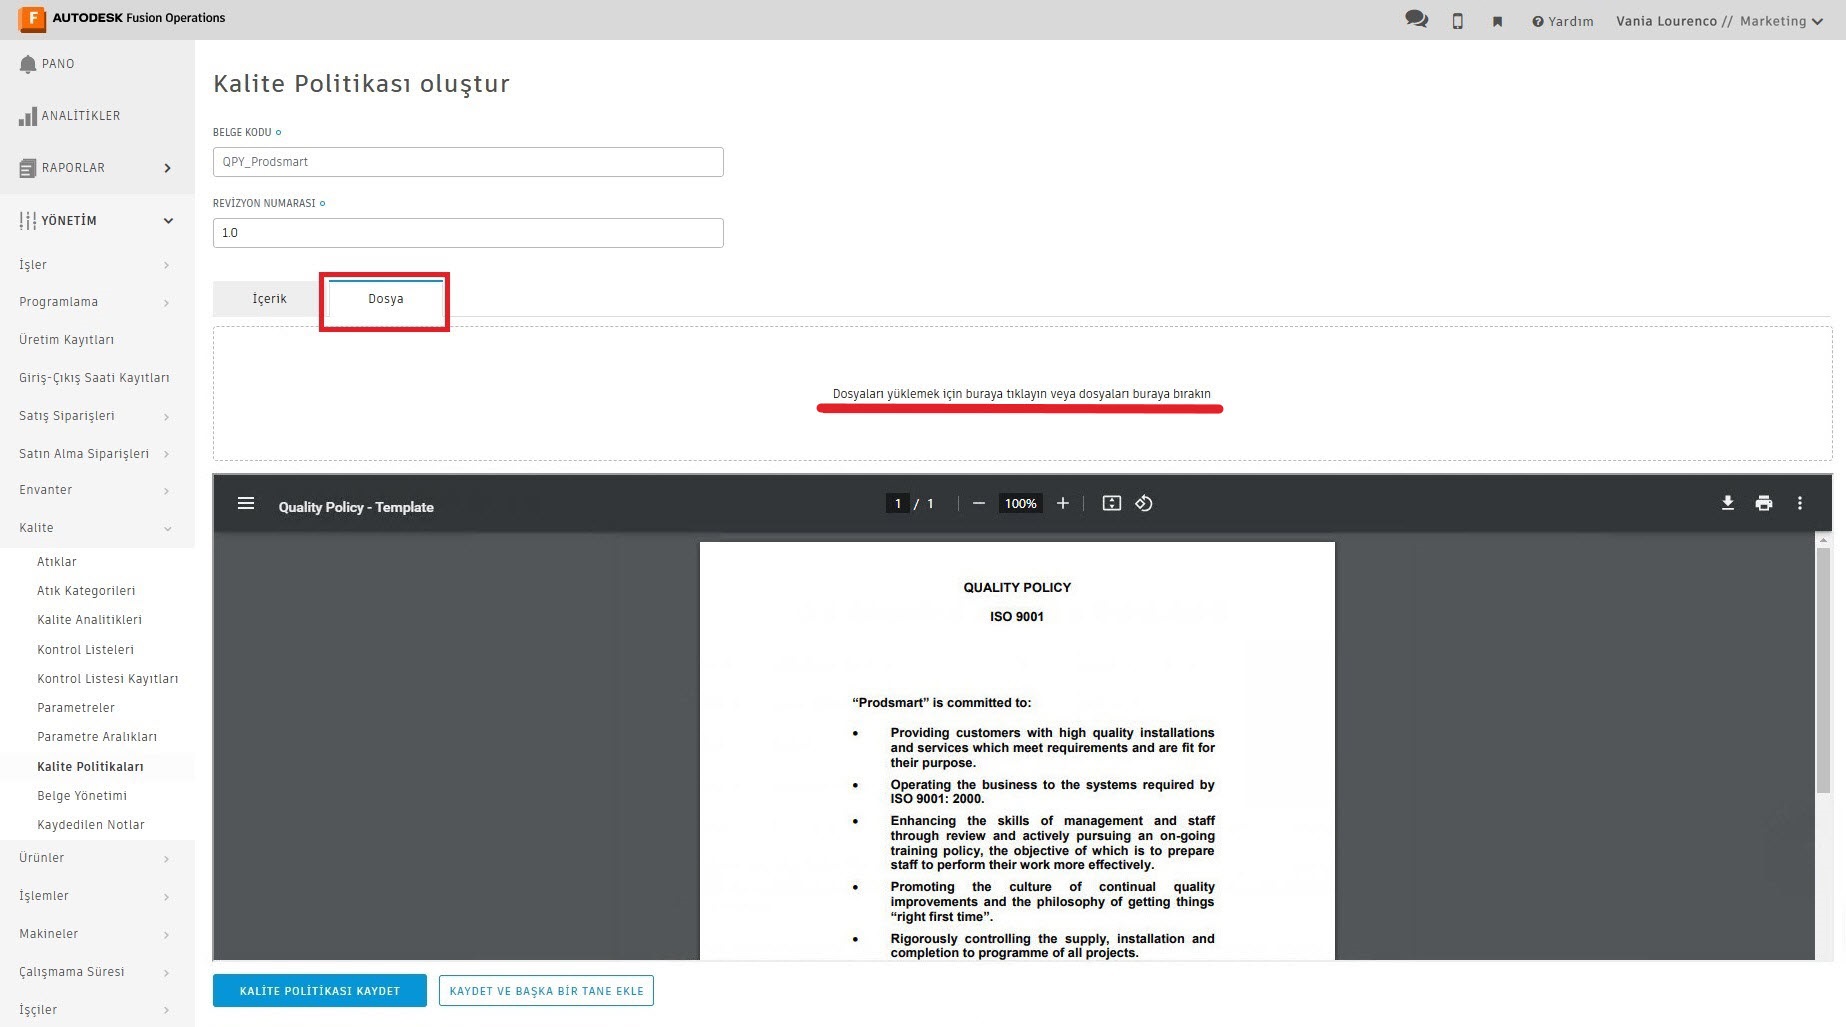 AUTODESK Fusion Operations
Yardım
Vania Lourenco // Marketing
PANO
ANALİTİKLER
RAPORLAR
YÖNETİM
İşler
Programlama
Üretim Kayıtları
Giriş-Çıkış Saati Kayıtları
Satış Siparişleri
Satın Alma Siparişleri
Envanter
Kalite
Atıklar
Atık Kategorileri
Kalite Analitikleri
Kontrol Listeleri
Kontrol Listesi Kayıtları
Parametreler
Parametre Aralıkları
Kalite Politikaları
Belge Yönetimi
Kaydedilen Notlar
Ürünler
İşlemler
Makineler
Çalışmama Süresi
İşçiler
Kalite Politikası oluştur
BELGE KODU
QPY_Prodsmart
REVİZYON NUMARASI
1.0
İçerik
Dosya
Dosyaları yüklemek için buraya tıklayın veya dosyaları buraya bırakın
Quality Policy - Template
1 / 1
100%
QUALITY POLICY
ISO 9001
“Prodsmart” is committed to:
• Providing customers with high quality installations
and services which meet requirements and are fit for
their purpose.
• Operating the business to the systems required by
ISO 9001: 2000.
• Enhancing the skills of management and staff
through review and actively pursuing an on-going
training policy, the objective of which is to prepare
staff to perform their work more effectively.
• Promoting the culture of continual quality
improvements and the philosophy of getting things
“right first time”.
• Rigorously controlling the supply, installation and
completion to programme of all projects.
KALİTE POLİTİKASI KAYDET
KAYDET VE BAŞKA BİR TANE EKLE